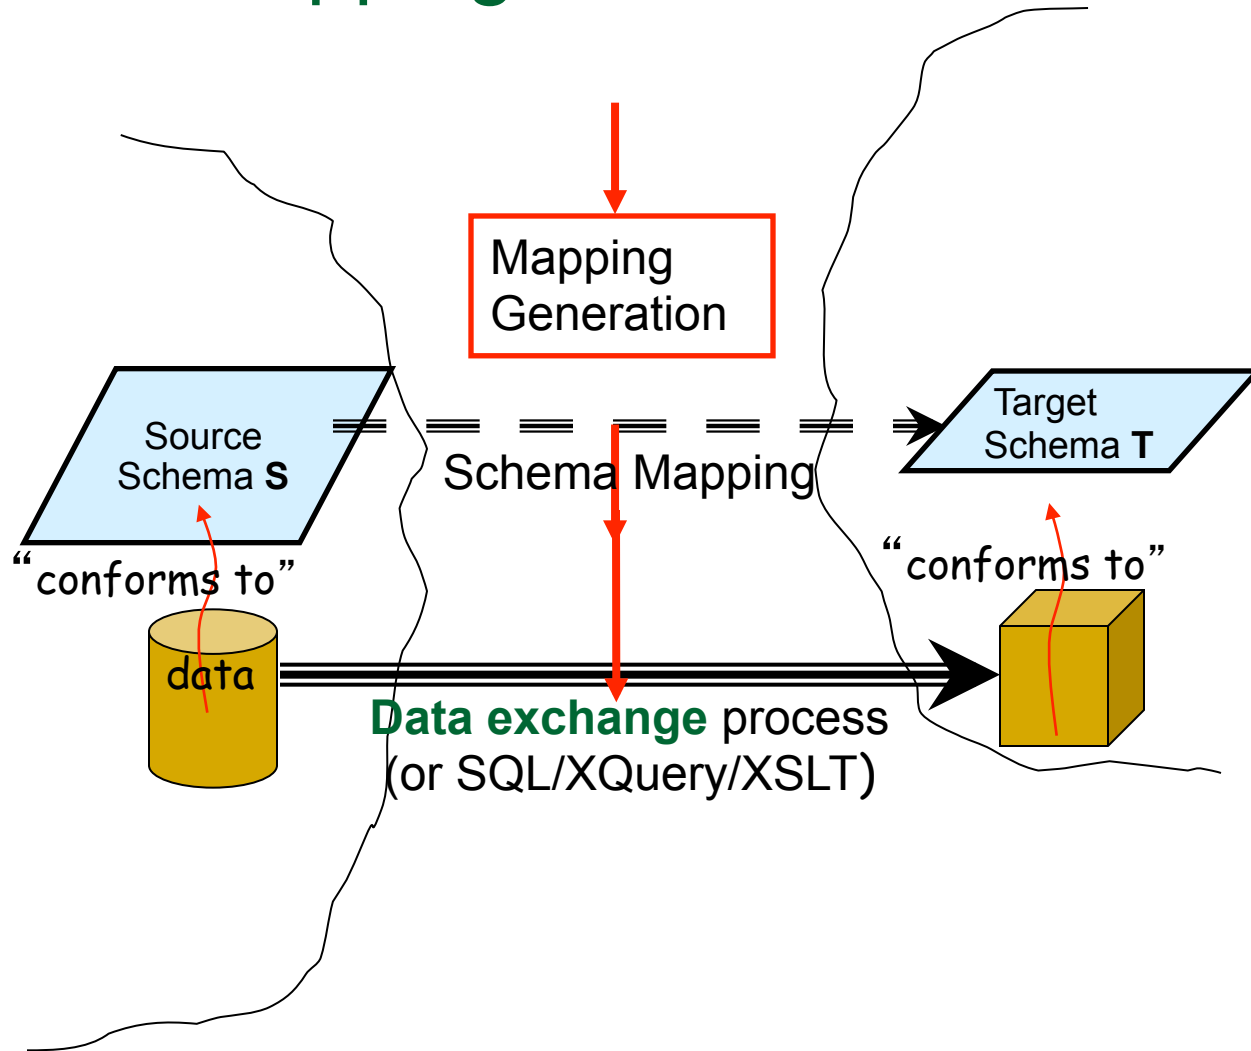 Mapping
Generation
Source
Schema S
Target
Schema T
Schema Mapping
“conforms to”
“conforms to”
data
Data exchange process
(or SQL/XQuery/XSLT)